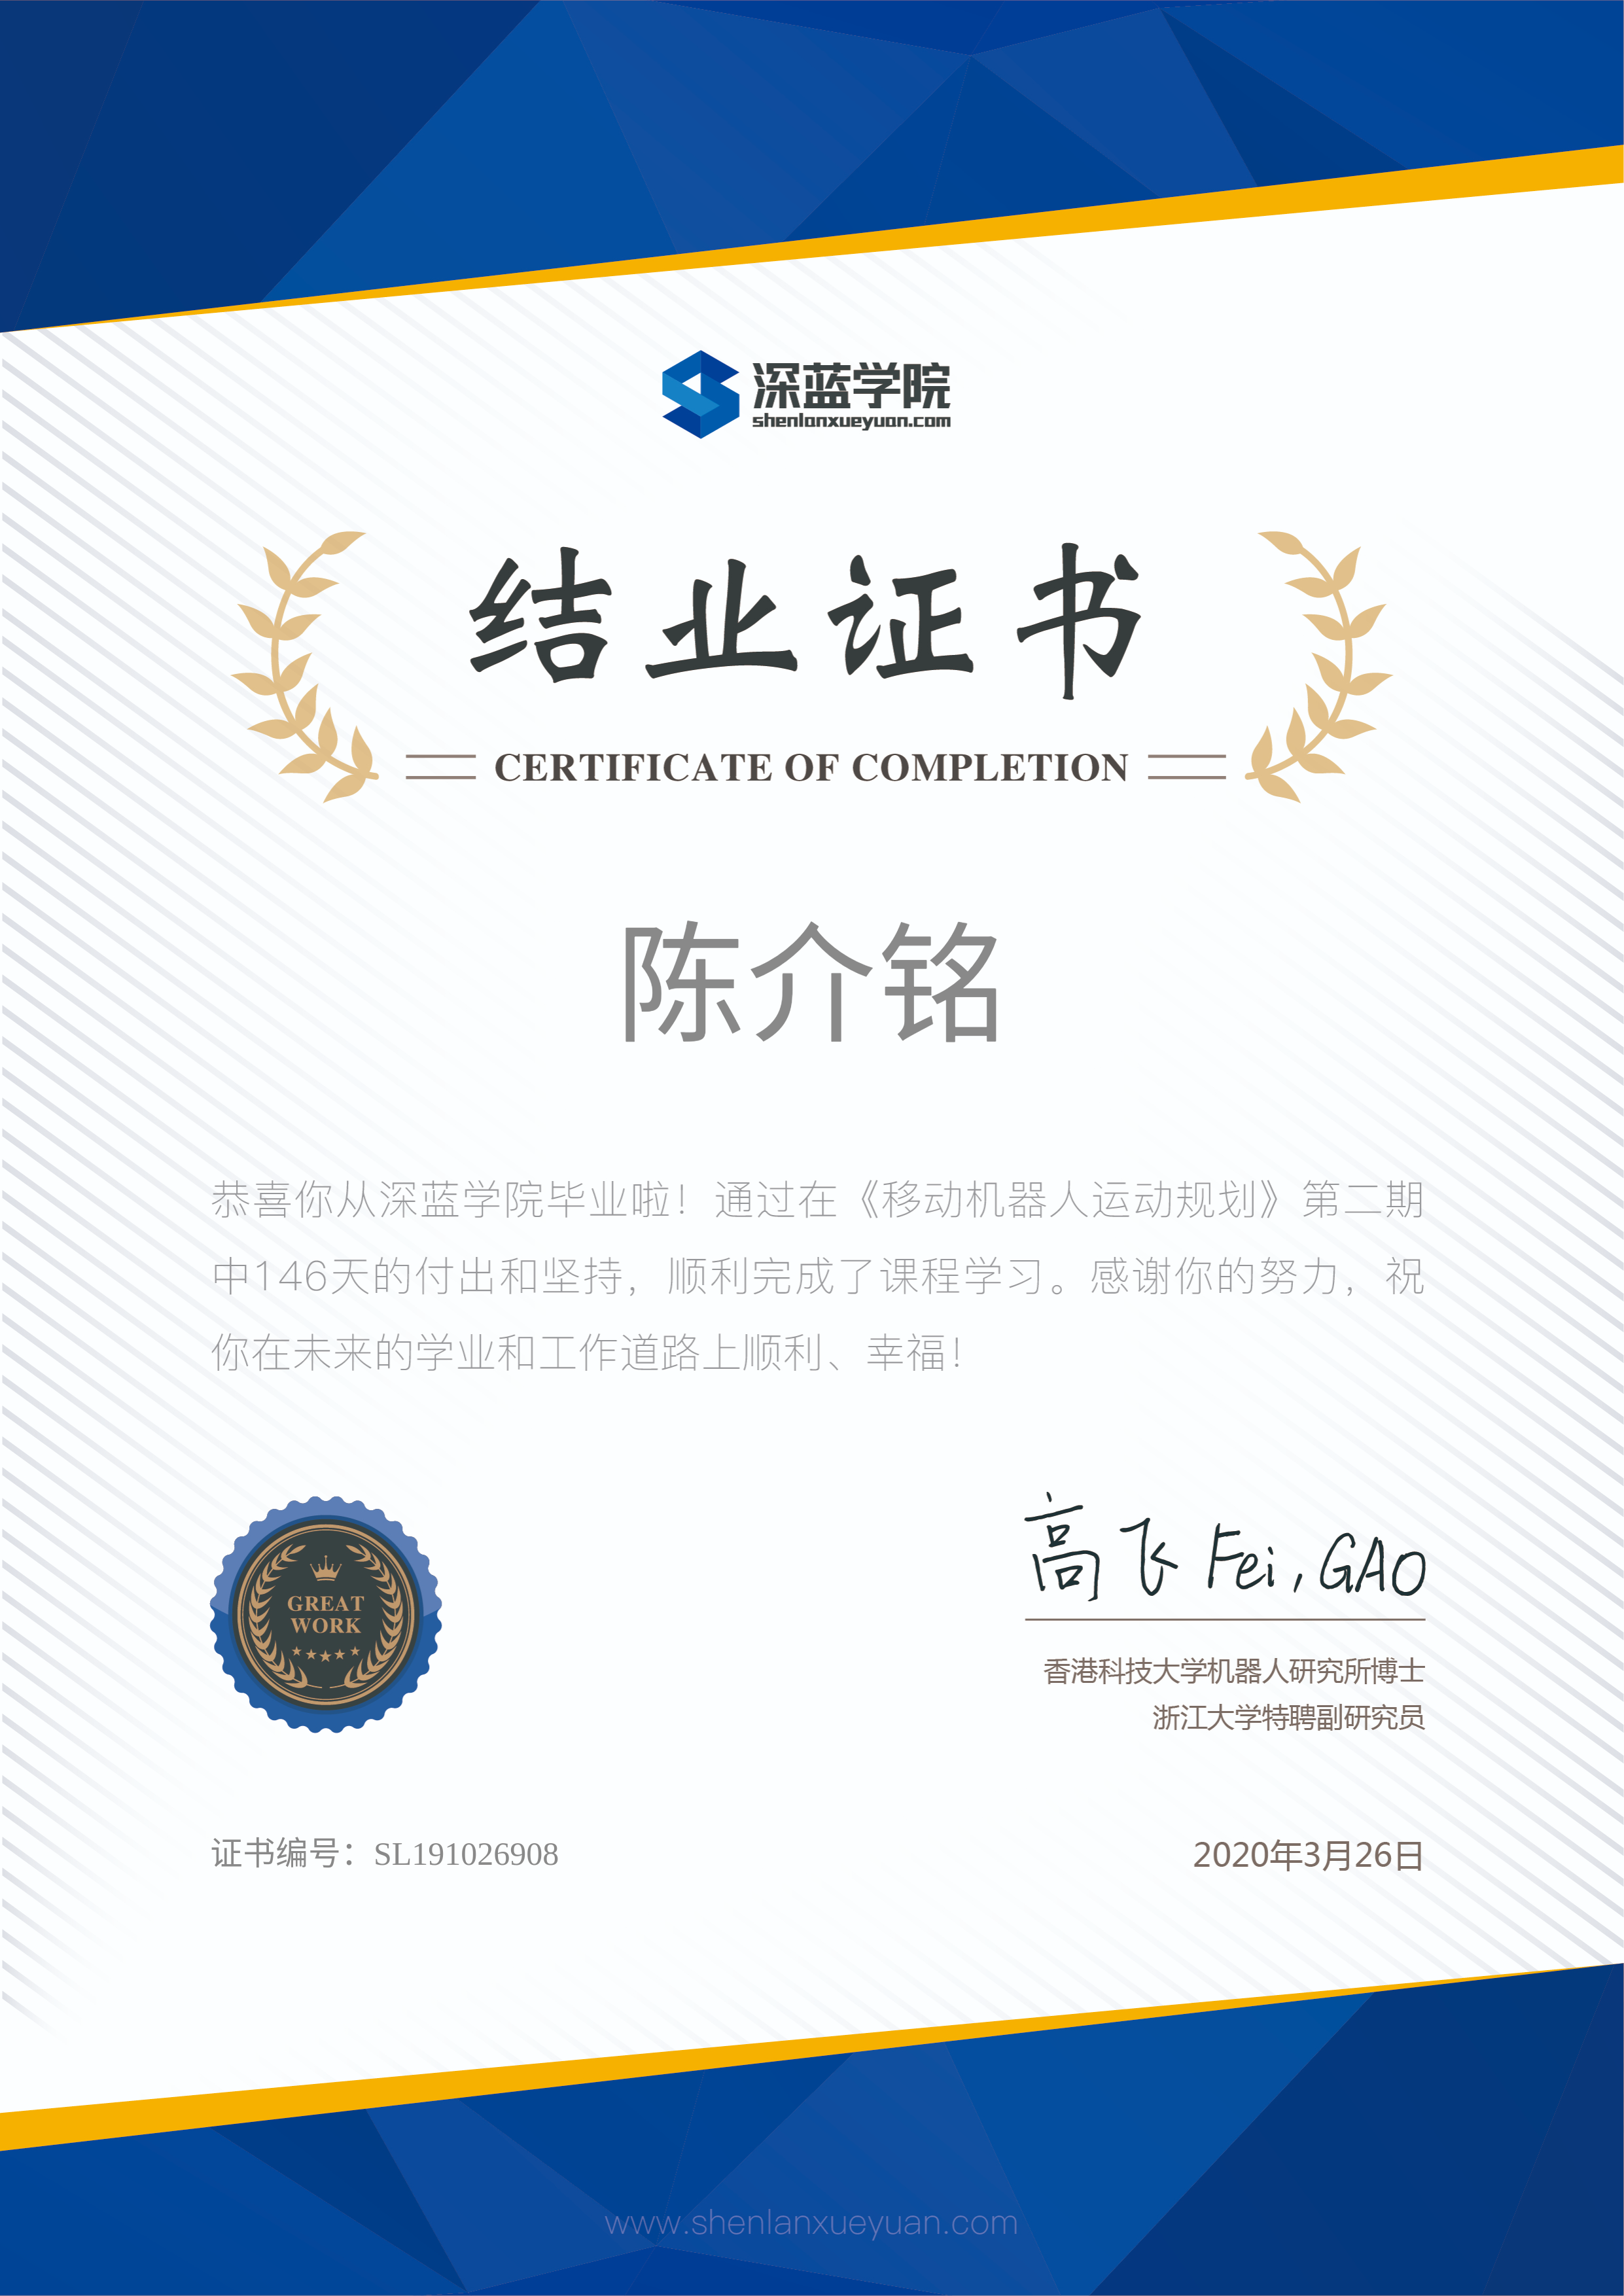 深蓝学院
shenlanxueyuan.com
结业证书
CERTIFICATE OF COMPLETION
陈介铭
恭喜你从深蓝学院毕业啦！通过在《移动机器人运动规划》第二期
中146天的付出和坚持，顺利完成了课程学习。感谢你的努力，祝
你在未来的学业和工作道路上顺利、幸福！
GREAT
WORK
高飞 Fei, GAO
香港科技大学机器人研究所博士
浙江大学特聘副研究员
证书编号：SL191026908
2020年3月26日
www.shenlanxueyuan.com